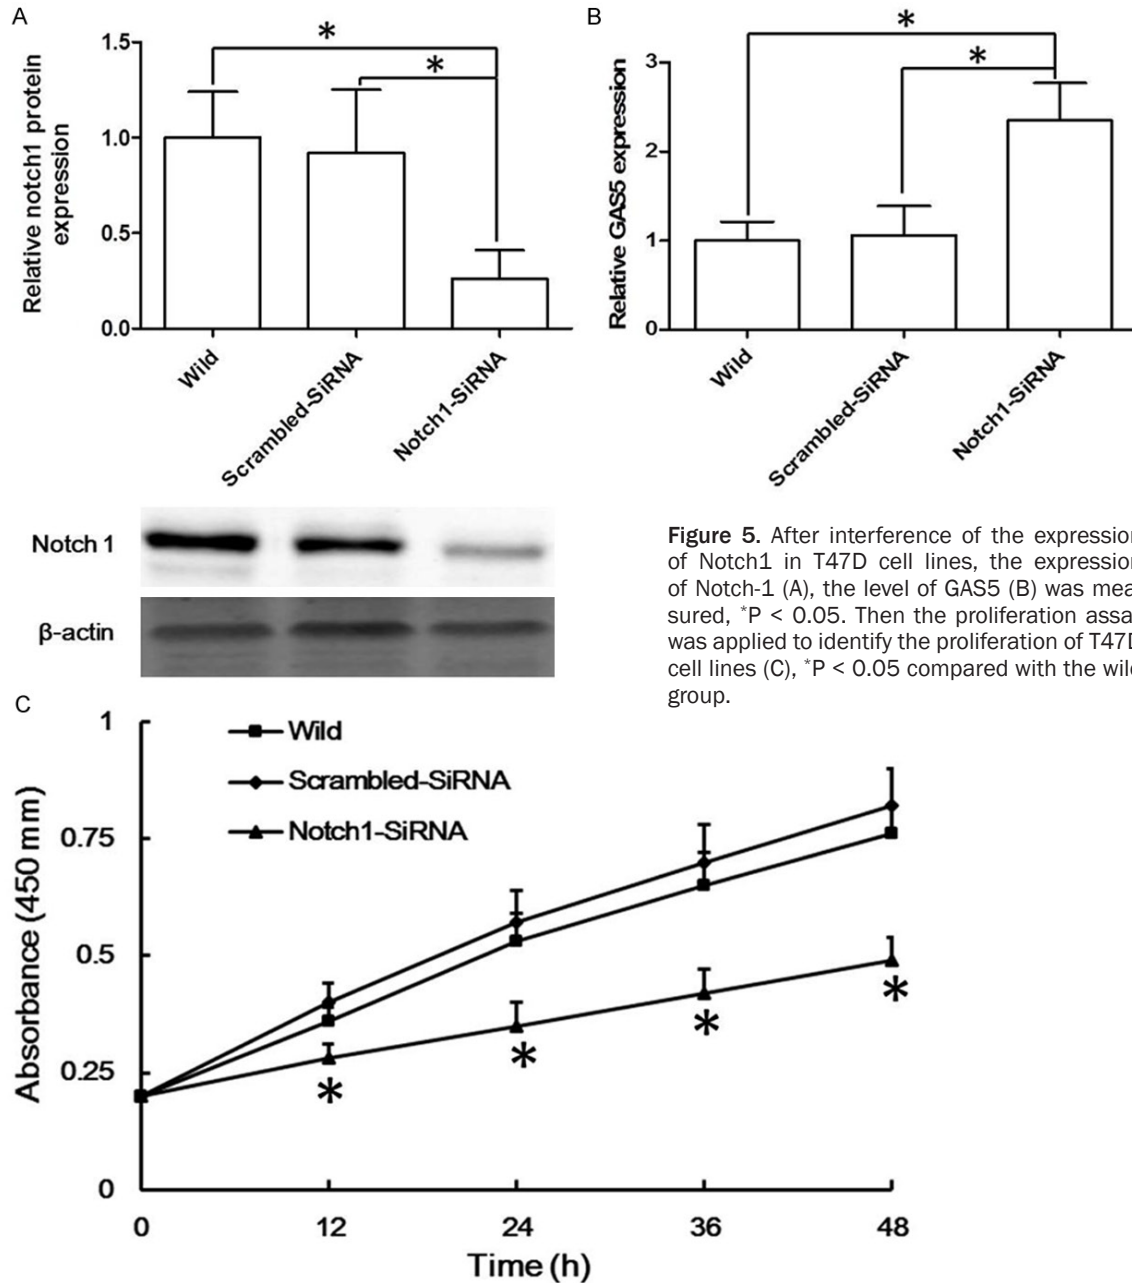 A
Relative notch1 protein
expression
1.5
1.0
0.5
0.0
*
*
Wild
Scrambled-SiRNA
Notch1-SiRNA
Notch 1
β-actin
B
Relative GAS5 expression
3
2
1
0
*
*
Wild
Scrambled-SiRNA
Notch1-SiRNA
Figure 5. After interference of the expression
of Notch1 in T47D cell lines, the expression
of Notch-1 (A), the level of GAS5 (B) was mea
sured, *P < 0.05. Then the proliferation assa
was applied to identify the proliferation of T47D
cell lines (C), *P < 0.05 compared with the wild
group.
C
Absorbance (450 mm)
1
0.75
0.5
0.25
0
Wild
Scrambled-SiRNA
Notch1-SiRNA
*
*
*
*
0 12 24 36 48
Time (h)